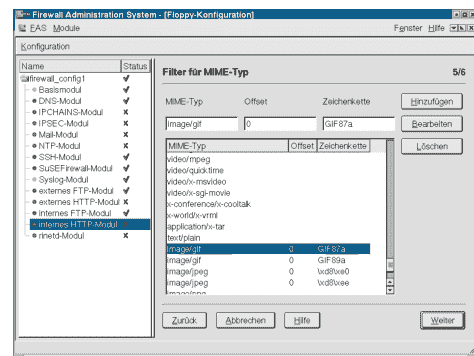 Firewall Administration System - [Floppy-Konfiguration]
FAS Module Fenster Hilfe
Konfiguration
Name Status
firewall_config1
Basismodul
DNS-Modul
IPCHAINS-Modul x
IPSEC-Modul x
Mail-Modul x
NTP-Modul x
SSH-Modul
SuSEFirewall-Modul
Syslog-Modul
externes FTP-Modul
externes HTTP-Modul x
internes FTP-Modul
internes HTTP-Modul
rinetd-Modul x
Filter für MIME-Typ 5/6
MIME-Typ Offset Zeichenkette
image/gif 0 GIF87a
Hinzufügen
Bearbeiten
Löschen
MIME-Typ Offset Zeichenkette
video/mpeg
video/quicktime
video/x-msvideo
video/x-sgi-movie
x-conference/x-cooltalk
x-world/x-vrml
application/x-tar
text/plain
image/gif 0 GIF87a
image/gif 0 GIF89a
image/jpeg 0 \xd8\xe0
image/jpeg 0 \xd8\xee
image/png
Zurück Abbrechen Hilfe Weiter